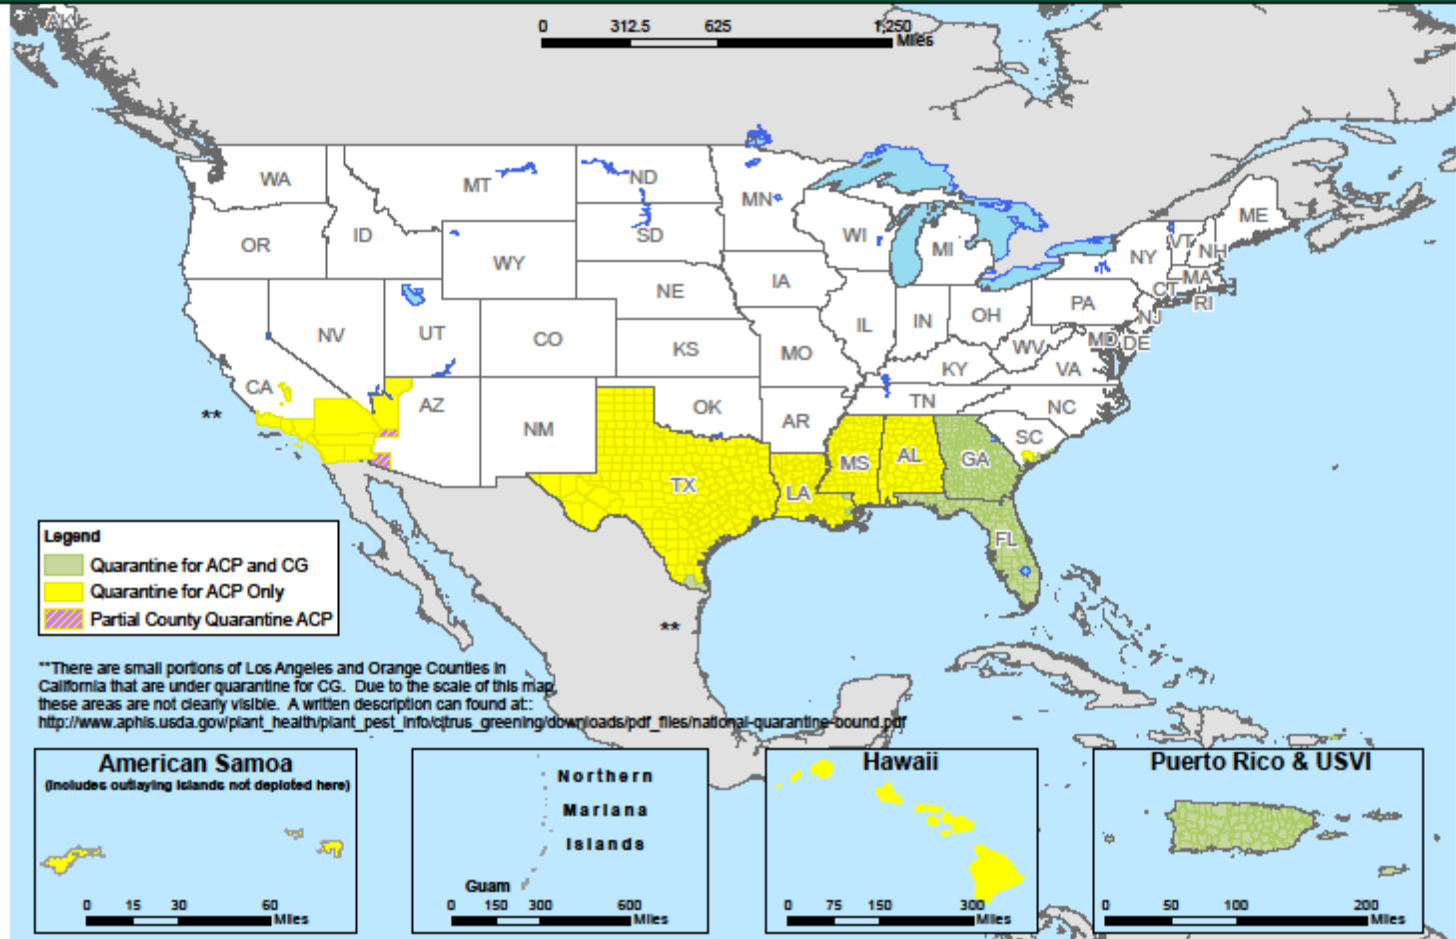 AK
0 312.5 625 1,250
Miles
WA
MT
ND
MN
ME
OR
ID
SD
WI
MI
NY
VT
NH
WY
MA
CT
RI
NE
IA
PA
NJ
NV
UT
CO
IL
IN
OH
MD
DE
KS
MO
WV
VA
KY
CA
**
AZ
NM
OK
AR
TN
NC
SC
TX
LA
MS
AL
GA
FL
Legend
Quarantine for ACP and CG
Quarantine for ACP Only
Partial County Quarantine ACP
**
**There are small portions of Los Angeles and Orange Counties in
California that are under quarantine for CG. Due to the scale of this map,
these areas are not clearly visible. A written description can found at::
http://www.aphis.usda.gov/plant_health/plant_pest_info/citrus_greening/downloads/pdf_files/national-quarantine-bound.pdf
American Samoa
(includes outlaying islands not depicted here)
0 15 30 60
Miles
Northern
Mariana
Islands
Guam
0 150 300 600
Miles
Hawaii
0 75 150 300
Miles
Puerto Rico & USVI
0 50 100 200
Miles